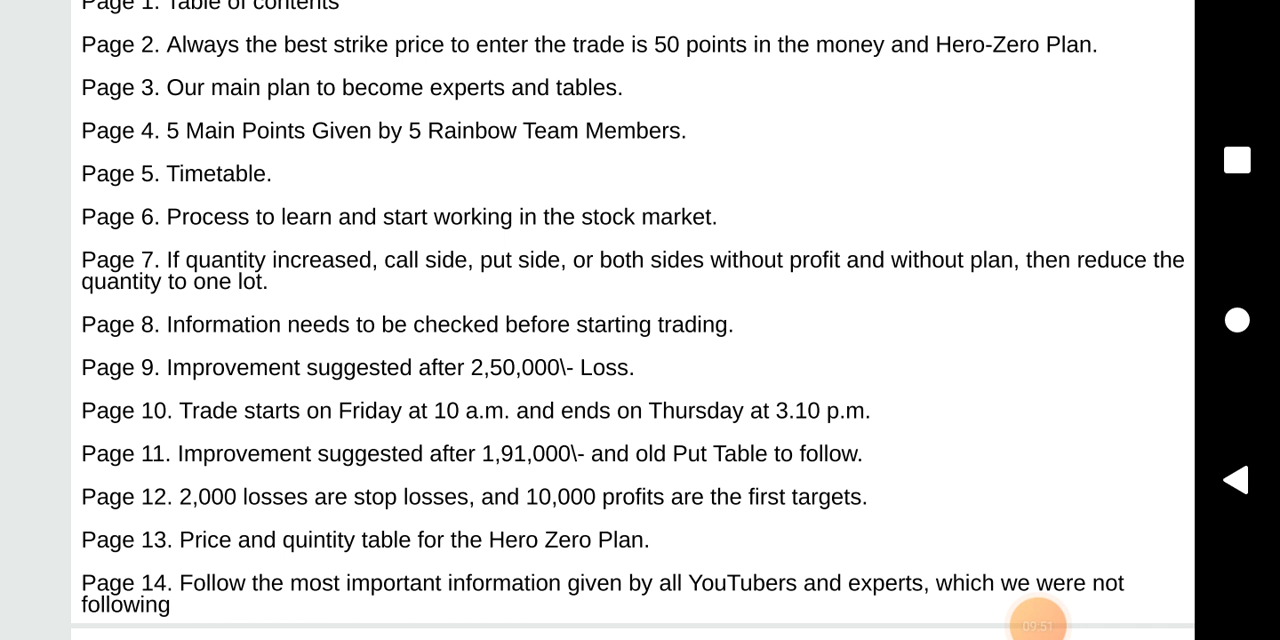 Page 1. Table of contents
Page 2. Always the best strike price to enter the trade is 50 points in the money and Hero-Zero Plan.
Page 3. Our main plan to become experts and tables.
Page 4. 5 Main Points Given by 5 Rainbow Team Members.
Page 5. Timetable.
Page 6. Process to learn and start working in the stock market.
Page 7. If quantity increased, call side, put side, or both sides without profit and without plan, then reduce the
quantity to one lot.
Page 8. Information needs to be checked before starting trading.
Page 9. Improvement suggested after 2,50,000\- Loss.
Page 10. Trade starts on Friday at 10 a.m. and ends on Thursday at 3.10 p.m.
Page 11. Improvement suggested after 1,91,000\- and old Put Table to follow.
Page 12. 2,000 losses are stop losses, and 10,000 profits are the first targets.
Page 13. Price and quintity table for the Hero Zero Plan.
Page 14. Follow the most important information given by all YouTubers and experts, which we were not
following
09:51